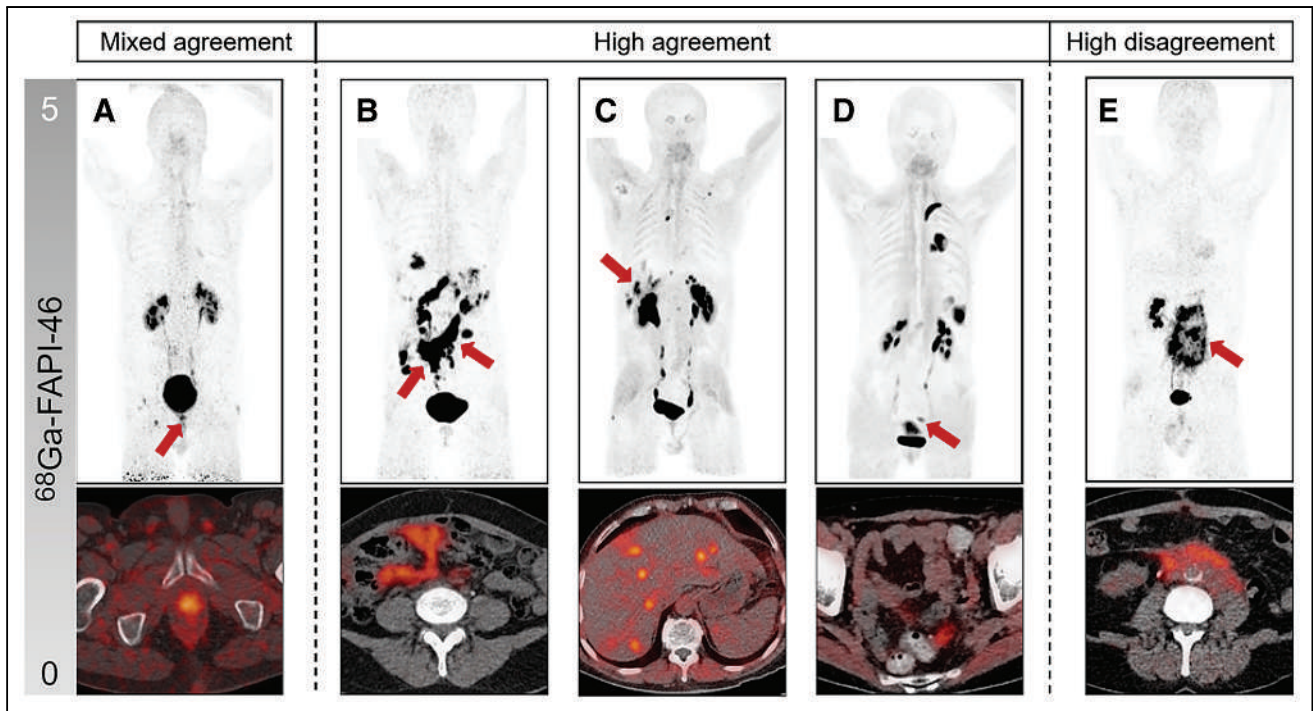 Mixed agreement
High agreement
High disagreement
5
A
B
C
D
E
⁶⁸Ga-FAPI-46
0